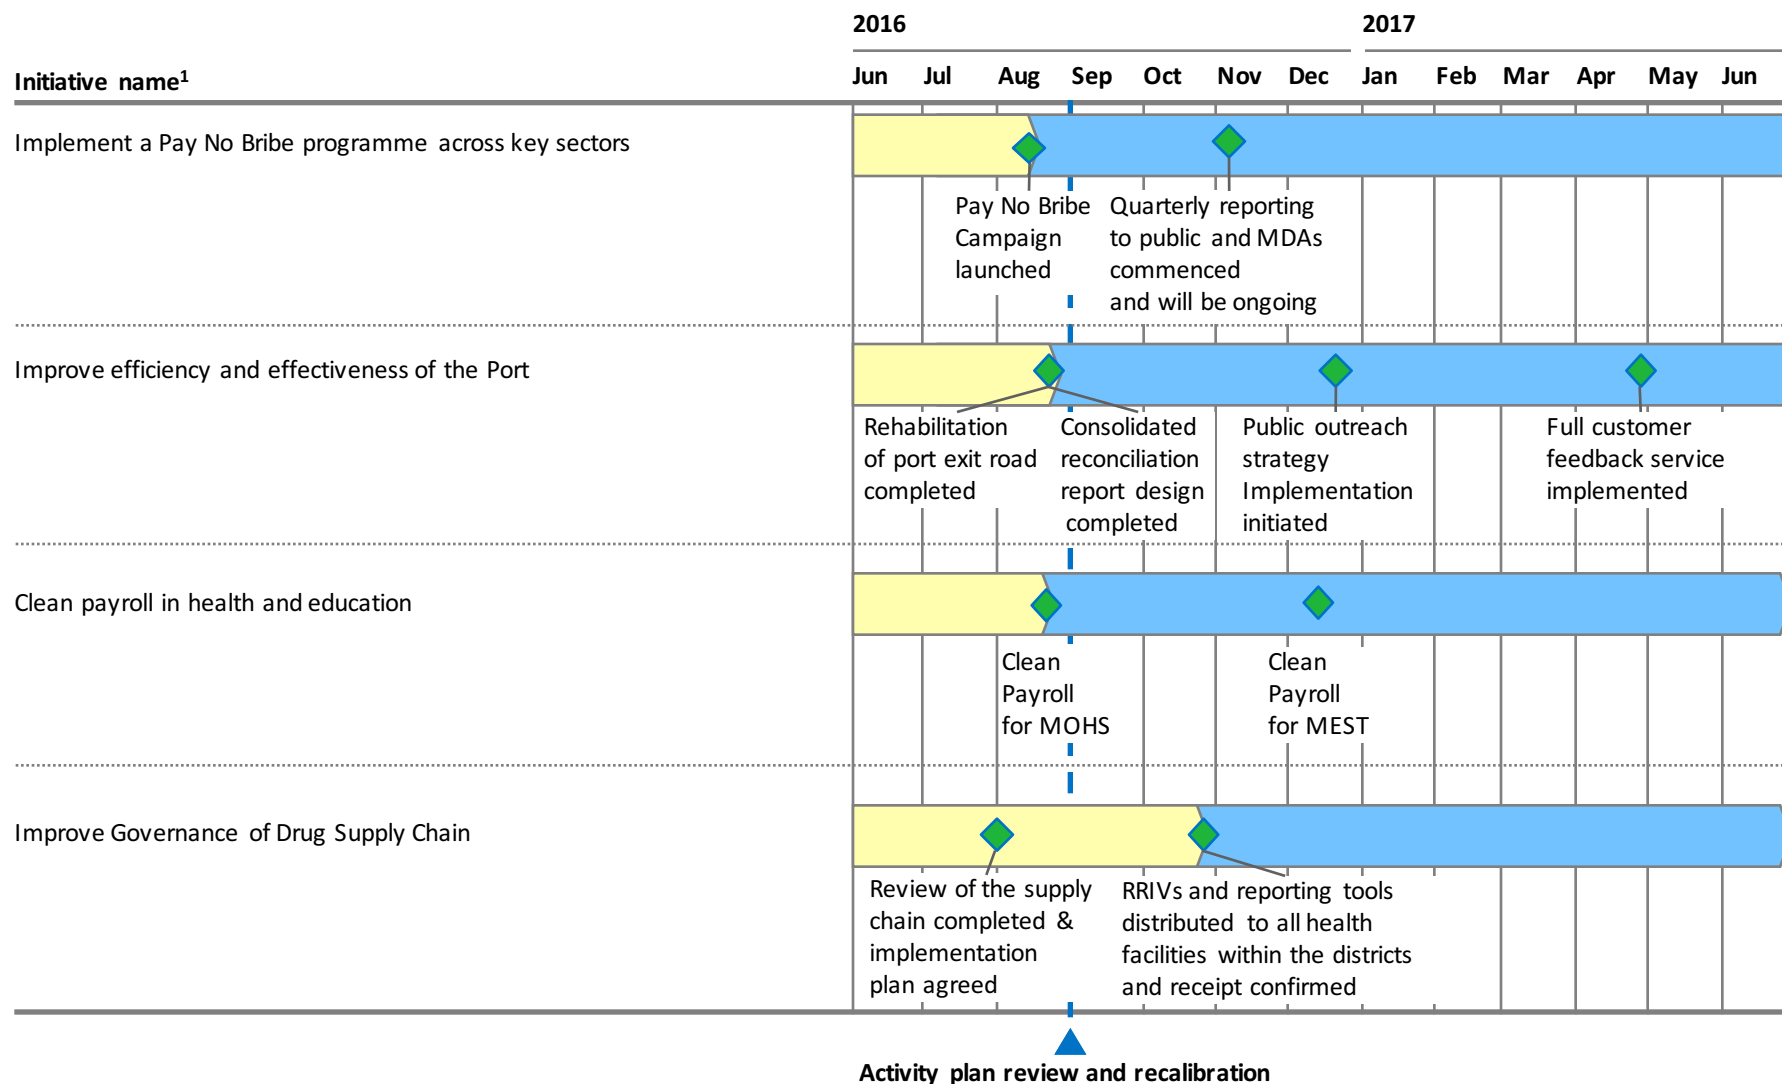 2016
2017
Initiative name1
Jun Jul Aug Sep Oct Nov Dec Jan Feb Mar Apr May Jun
Implement a Pay No Bribe programme across key sectors
Pay No Bribe
Campaign
launched
Quarterly reporting
to public and MDAs
commenced
and will be ongoing
Improve efficiency and effectiveness of the Port
Rehabilitation
of port exit road
completed
Consolidated
reconciliation
report design
completed
Public outreach
strategy
Implementation
initiated
Full customer
feedback service
implemented
Clean payroll in health and education
Clean
Payroll
for MOHS
Clean
Payroll
for MEST
Improve Governance of Drug Supply Chain
Review of the supply
chain completed &
implementation
plan agreed
RRIVs and reporting tools
distributed to all health
facilities within the districts
and receipt confirmed
Activity plan review and recalibration